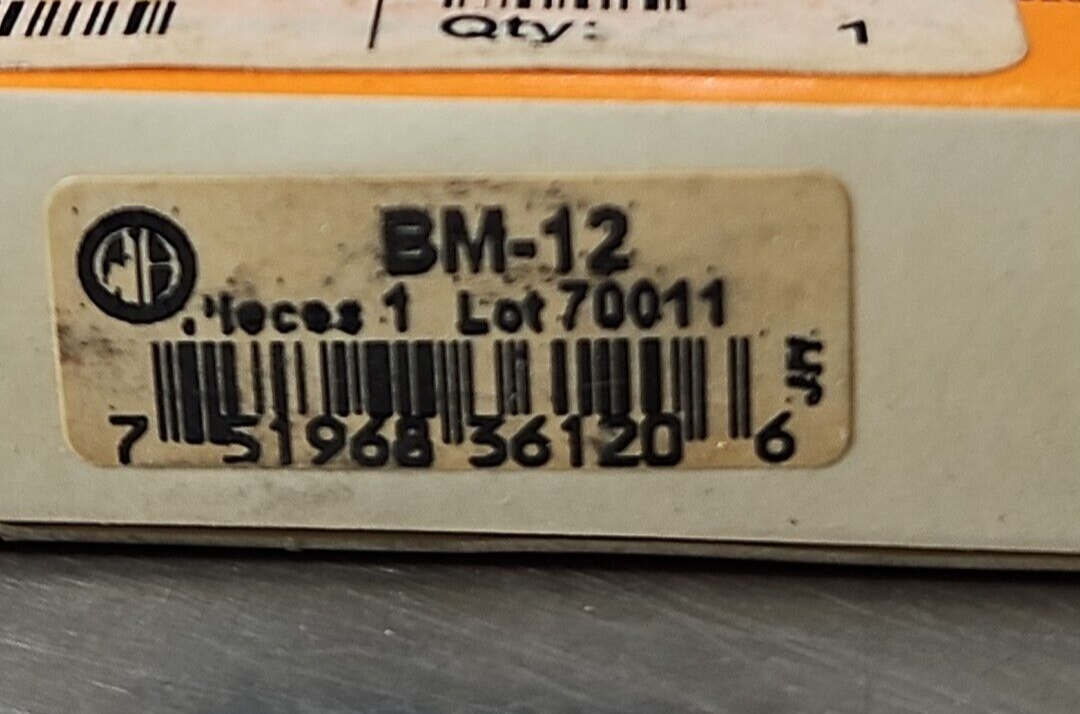 Qty: 1
BM-12
Pieces 1 Lot 70011
7 51968 36120 6